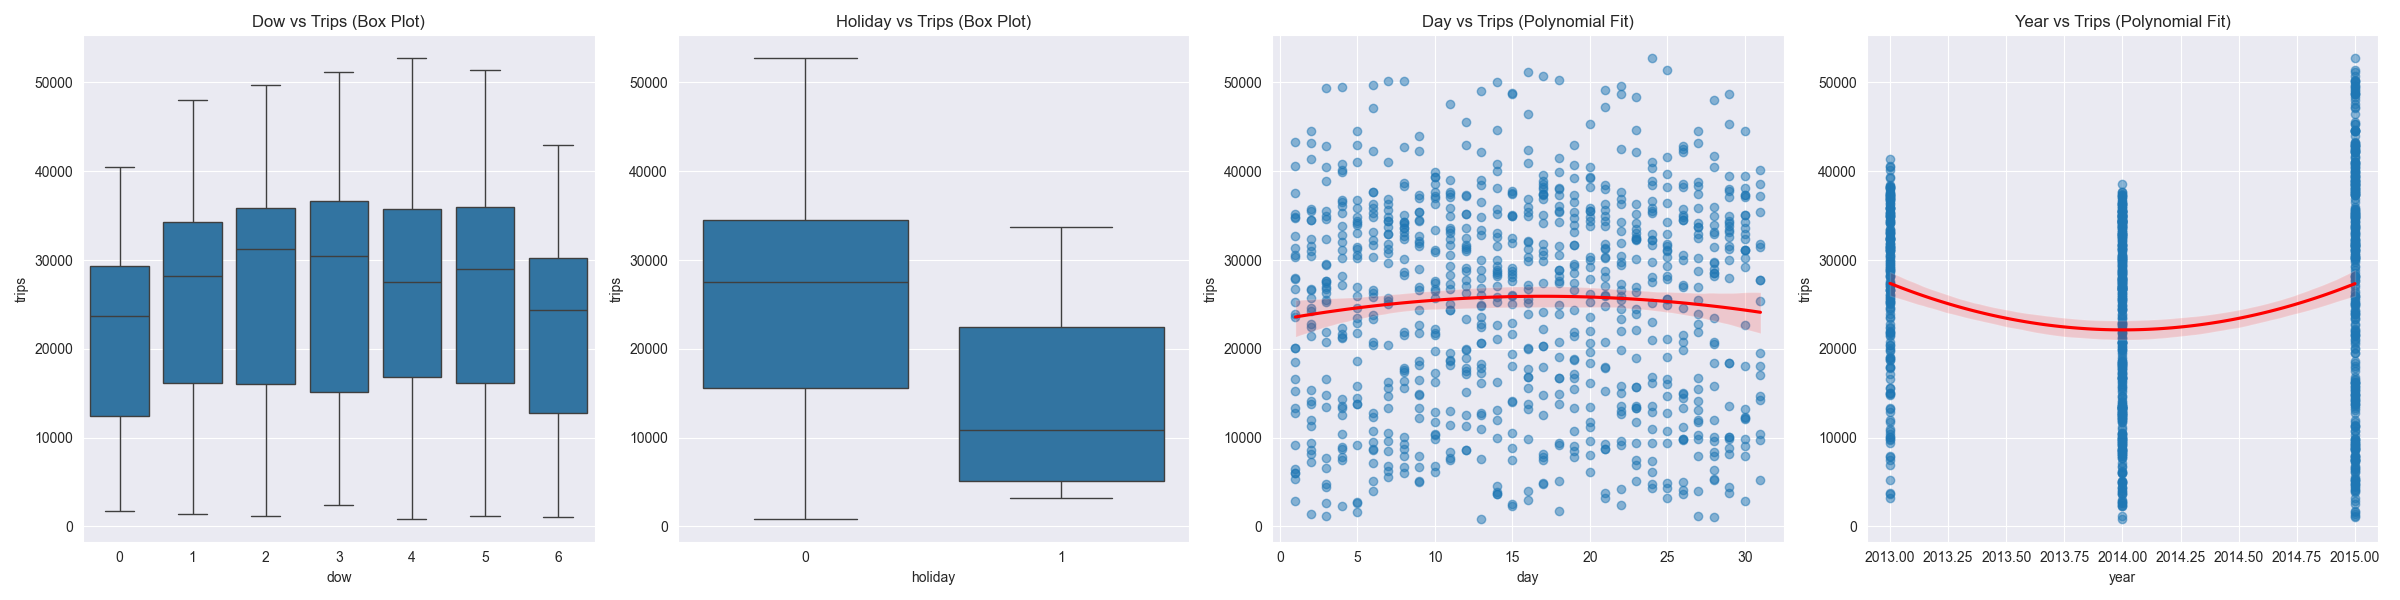 Dow vs Trips (Box Plot)
50000
40000
30000
20000
10000
0
trips
0 1 2 3 4 5 6
dow
Holiday vs Trips (Box Plot)
50000
40000
30000
20000
10000
0
trips
0 1
holiday
Day vs Trips (Polynomial Fit)
50000
40000
30000
20000
10000
0
trips
0 5 10 15 20 25 30
day
Year vs Trips (Polynomial Fit)
50000
40000
30000
20000
10000
0
trips
2013.00 2013.25 2013.50 2013.75 2014.00 2014.25 2014.50 2014.75 2015.00
year